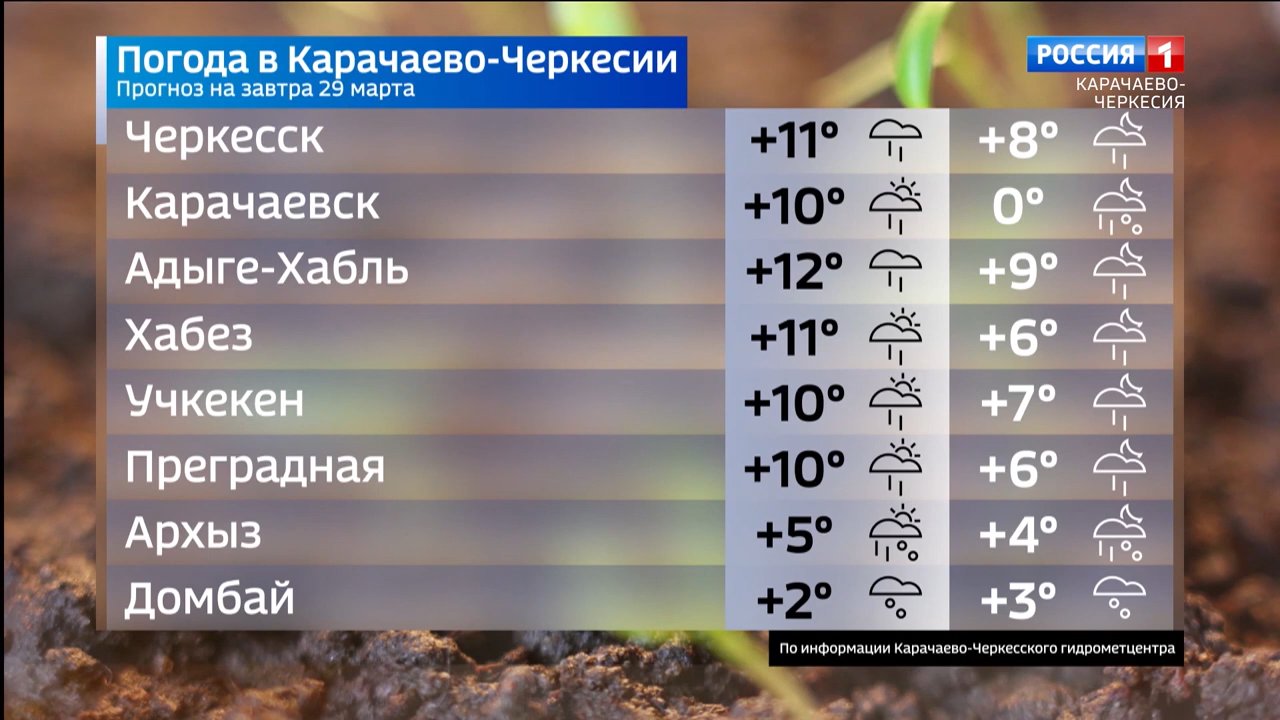 Погода в Карачаево-Черкесии
Прогноз на завтра 29 марта
РОССИЯ 1
КАРАЧАЕВО-
ЧЕРКЕСИЯ
Черкесск +11° +8°
Карачаевск +10° 0°
Адыге-Хабль +12° +9°
Хабез +11° +6°
Учкекен +10° +7°
Преградная +10° +6°
Архыз +5° +4°
Домбай +2° +3°
По информации Карачаево-Черкесского гидрометцентра